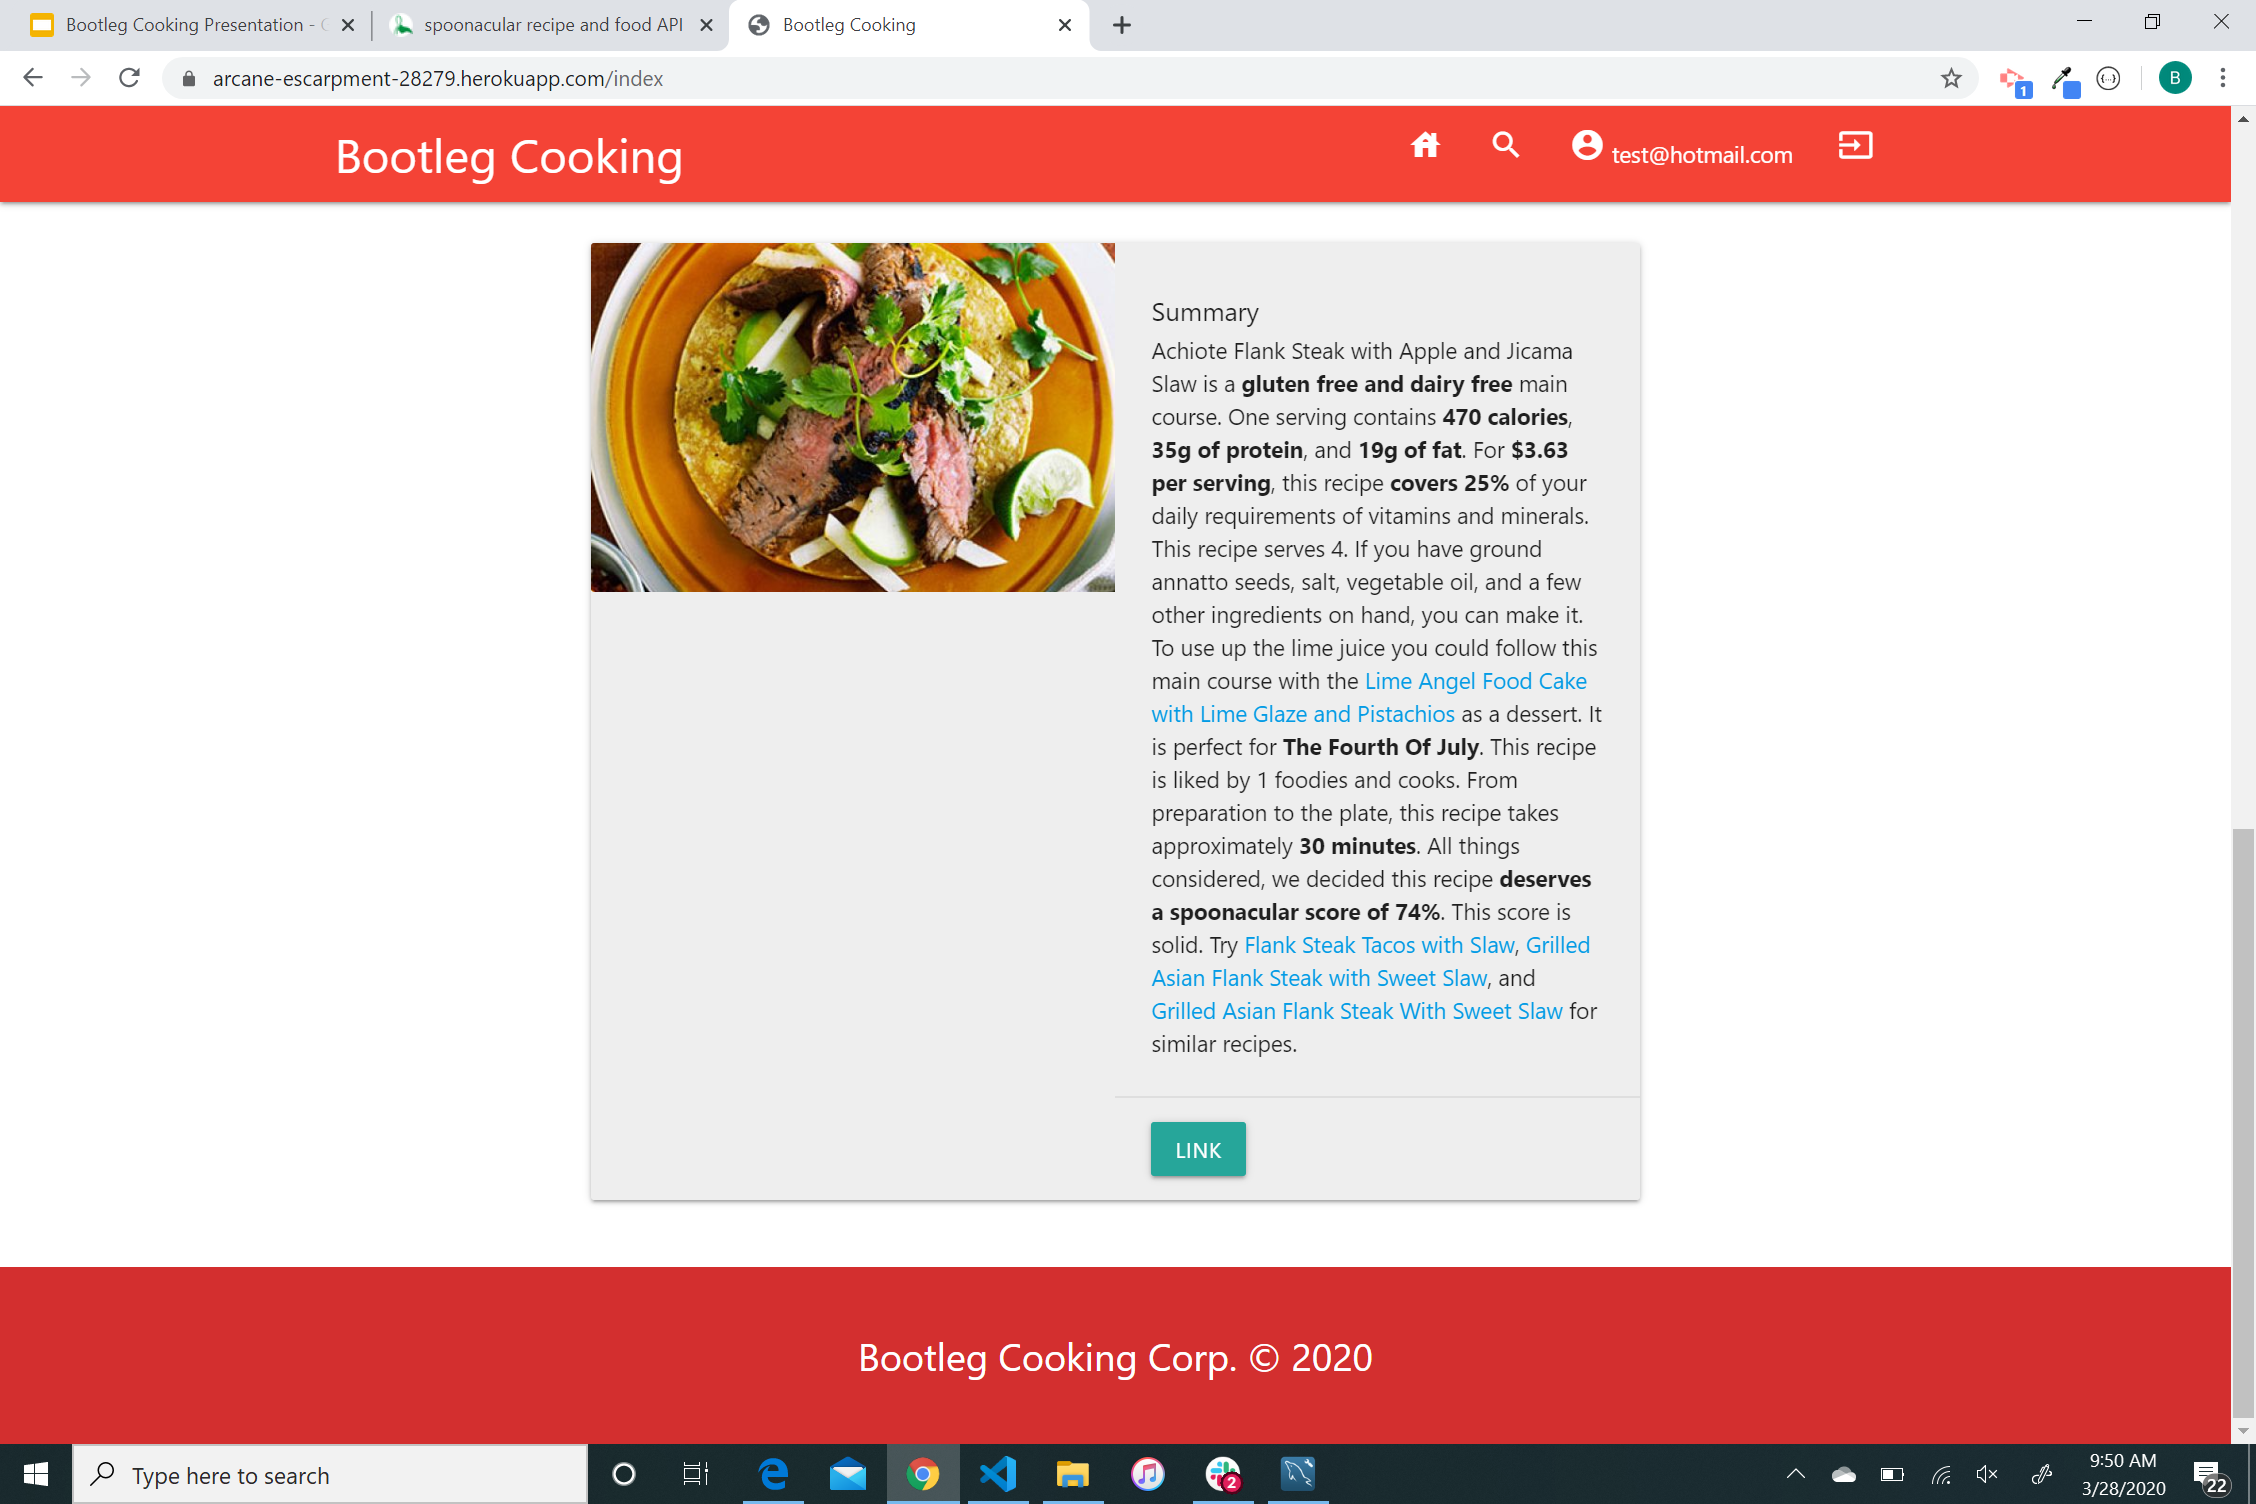 Bootleg Cooking Presentation -
spoonacular recipe and food API
Bootleg Cooking
arcane-escarpment-28279.herokuapp.com/index
1
B
Bootleg Cooking
test@hotmail.com
Summary
Achiote Flank Steak with Apple and Jicama
Slaw is a gluten free and dairy free main
course. One serving contains 470 calories,
35g of protein, and 19g of fat. For $3.63
per serving, this recipe covers 25% of your
daily requirements of vitamins and minerals.
This recipe serves 4. If you have ground
annatto seeds, salt, vegetable oil, and a few
other ingredients on hand, you can make it.
To use up the lime juice you could follow this
main course with the Lime Angel Food Cake
with Lime Glaze and Pistachios as a dessert. It
is perfect for The Fourth Of July. This recipe
is liked by 1 foodies and cooks. From
preparation to the plate, this recipe takes
approximately 30 minutes. All things
considered, we decided this recipe deserves
a spoonacular score of 74%. This score is
solid. Try Flank Steak Tacos with Slaw, Grilled
Asian Flank Steak with Sweet Slaw, and
Grilled Asian Flank Steak With Sweet Slaw for
similar recipes.
LINK
Bootleg Cooking Corp. © 2020
Type here to search
2
9:50 AM
3/28/2020
22